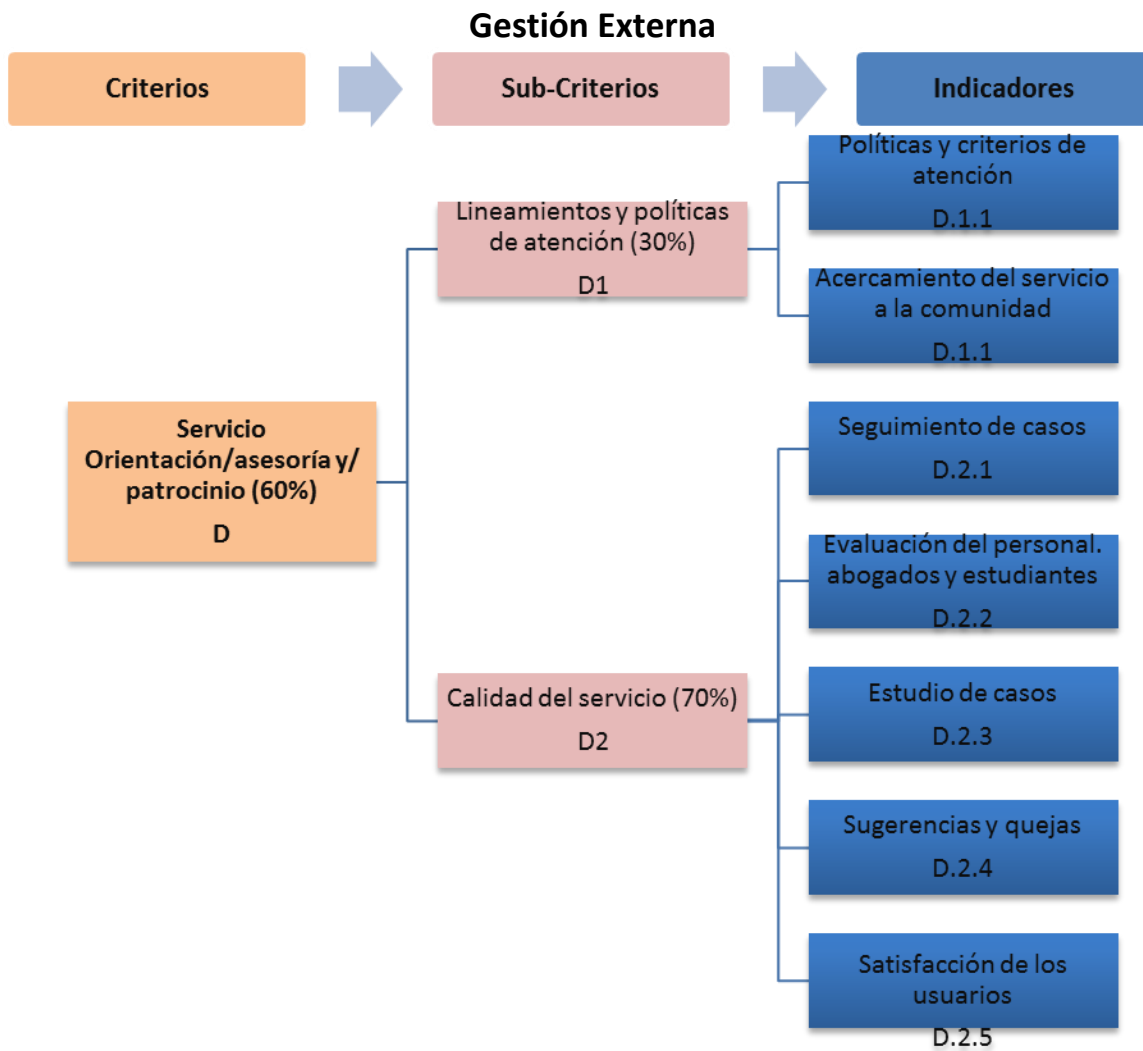 Gestión Externa
Criterios
Sub-Criterios
Indicadores
Servicio
Orientación/asesoría y/
patrocinio (60%)
D
Lineamientos y políticas
de atención (30%)
D1
Políticas y criterios de
atención
D.1.1
Acercamiento del servicio
a la comunidad
D.1.1
Calidad del servicio (70%)
D2
Seguimiento de casos
D.2.1
Evaluación del personal.
abogados y estudiantes
D.2.2
Estudio de casos
D.2.3
Sugerencias y quejas
D.2.4
Satisfacción de los
usuarios
D.2.5